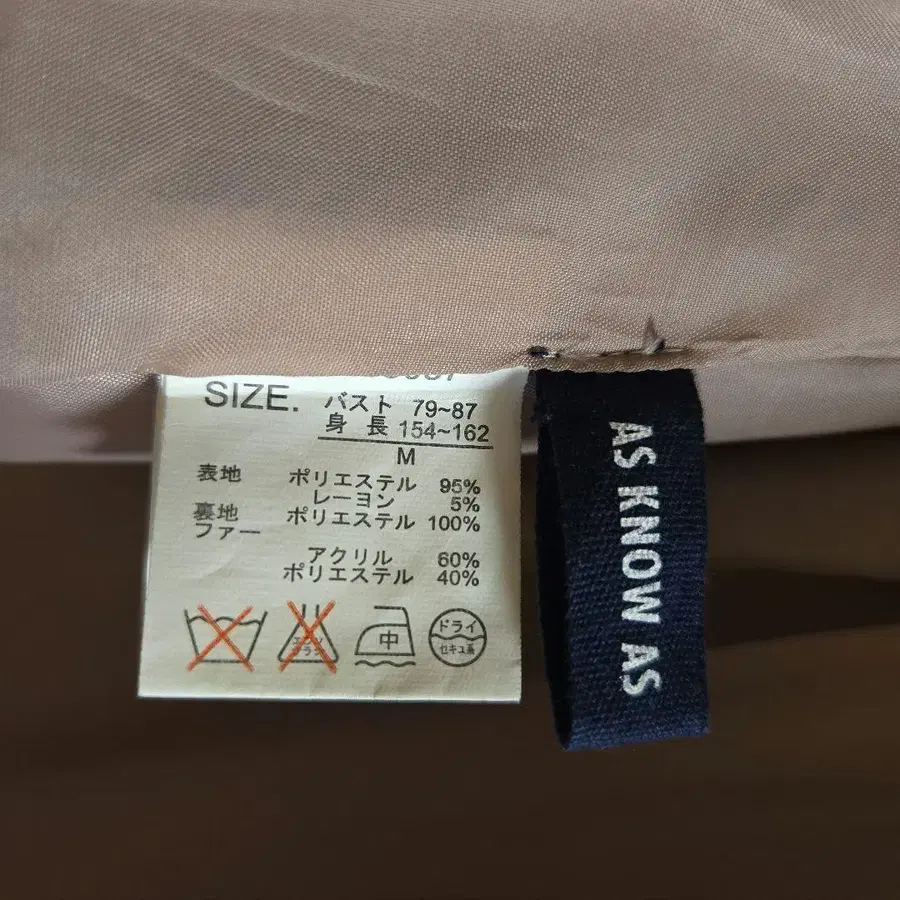 SIZE. バスト 79~87
身 長 154~162
M
表地 ポリエステル 95%
レーヨン 5%
裏地 ポリエステル 100%
ファー
アクリル 60%
ポリエステル 40%
中
ドライ
セキユ系
AS KNOW AS